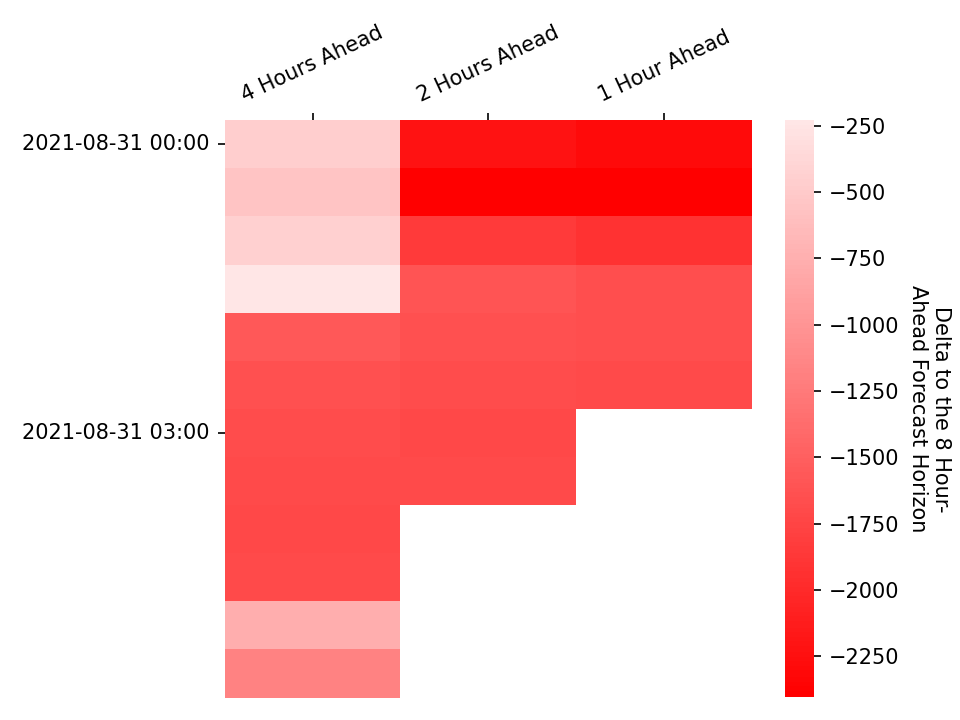 4 Hours Ahead
2 Hours Ahead
1 Hour Ahead
2021-08-31 00:00
2021-08-31 03:00
−250
−500
−750
−1000
−1250
−1500
−1750
−2000
−2250
Delta to the 8 Hour-
Ahead Forecast Horizon